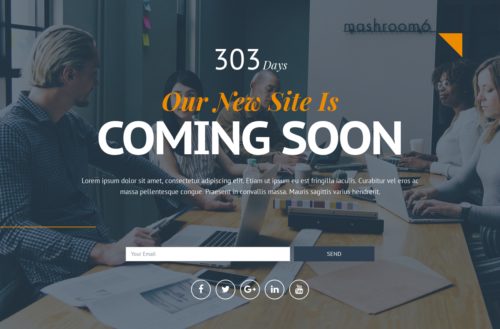 mashroom6
303 Days
Our New Site Is
COMING SOON
Lorem ipsum dolor sit amet, consectetur adipiscing elit. Etiam ut ipsum eu est fringilla iaculis. Curabitur vel eros ac
massa pellentesque congue. Praesent in convallis massa. Mauris sagittis varius hendrerit.
Your Email
SEND